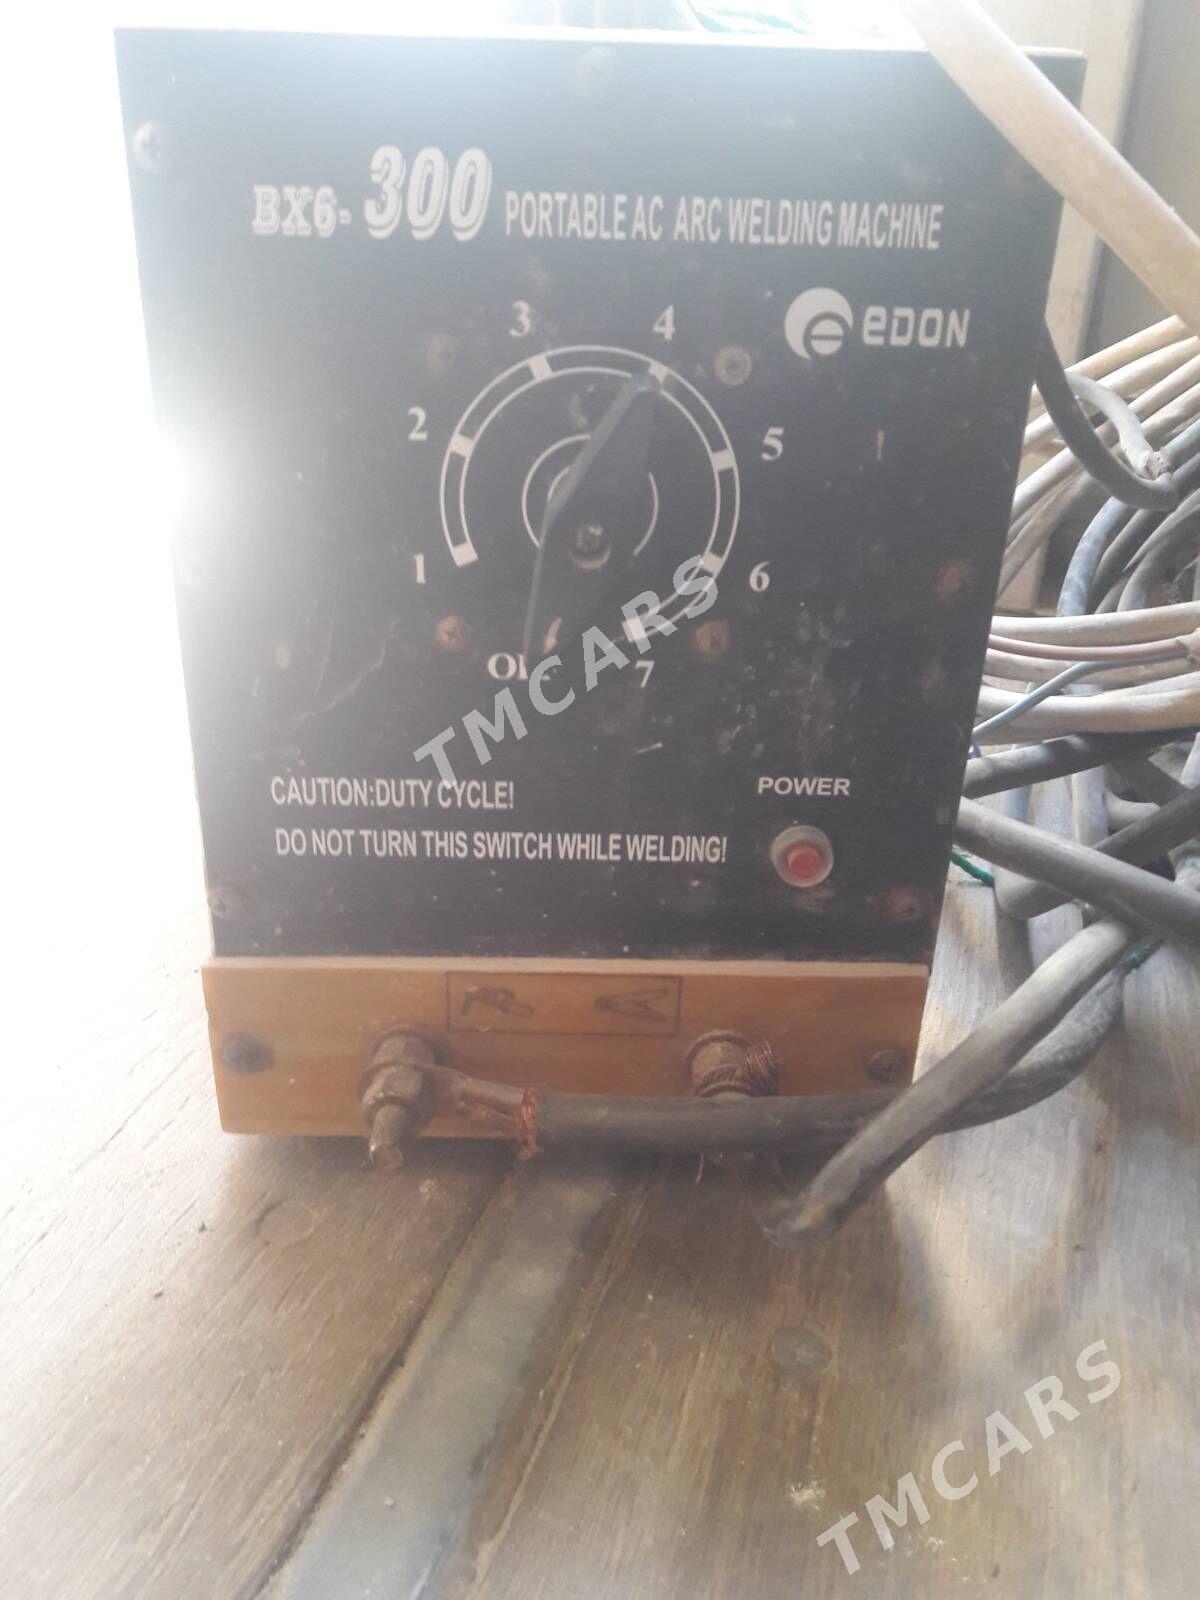 BX6-300 PORTABLE AC ARC WELDING MACHINE
eDON
3 4
2 5
1 6
7
CAUTION:DUTY CYCLE!
POWER
DO NOT TURN THIS SWITCH WHILE WELDING!
TMCARS
TMCARS